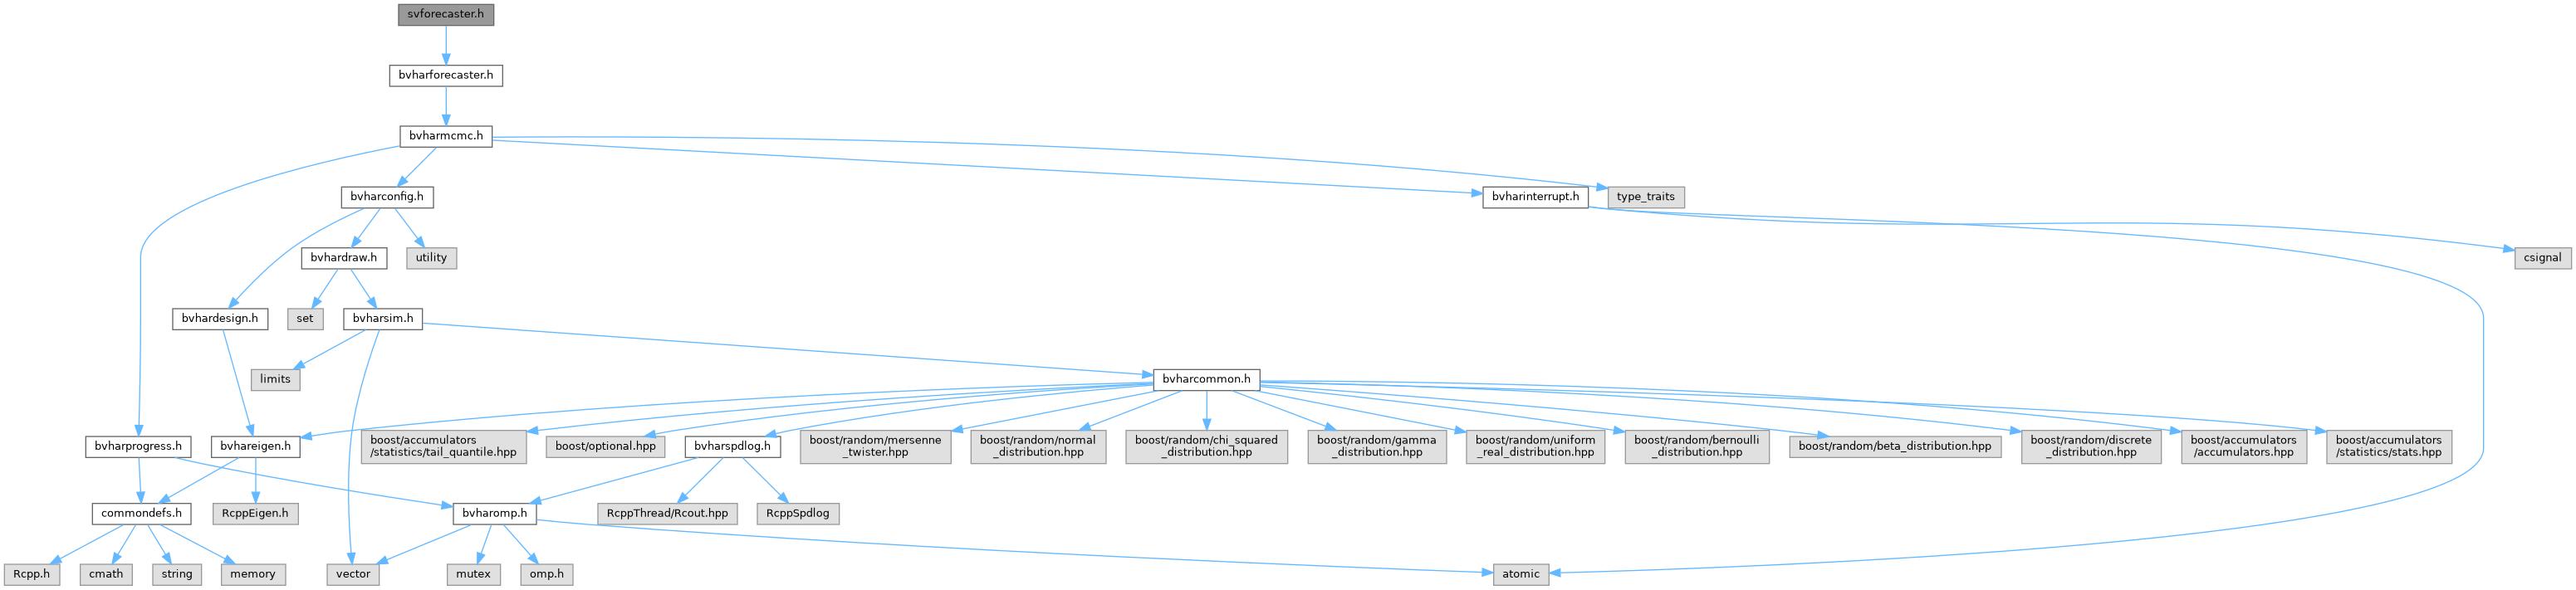 svforecaster.h
bvharforecaster.h
bvharmcmc.h
bvharconfig.h
bvharinterrupt.h
type_traits
bvhardraw.h
utility
csignal
bvhardesign.h
set
bvharsim.h
limits
bvharcommon.h
bvharprogress.h
bvhareigen.h
boost/accumulators
/statistics/tail_quantile.hpp
boost/optional.hpp
bvharspdlog.h
boost/random/mersenne
_twister.hpp
boost/random/normal
_distribution.hpp
boost/random/chi_squared
_distribution.hpp
boost/random/gamma
_distribution.hpp
boost/random/uniform
_real_distribution.hpp
boost/random/bernoulli
_distribution.hpp
boost/random/beta_distribution.hpp
boost/random/discrete
_distribution.hpp
boost/accumulators
/accumulators.hpp
boost/accumulators
/statistics/stats.hpp
commondefs.h
RcppEigen.h
bvharomp.h
RcppThread/Rcout.hpp
RcppSpdlog
Rcpp.h
cmath
string
memory
vector
mutex
omp.h
atomic